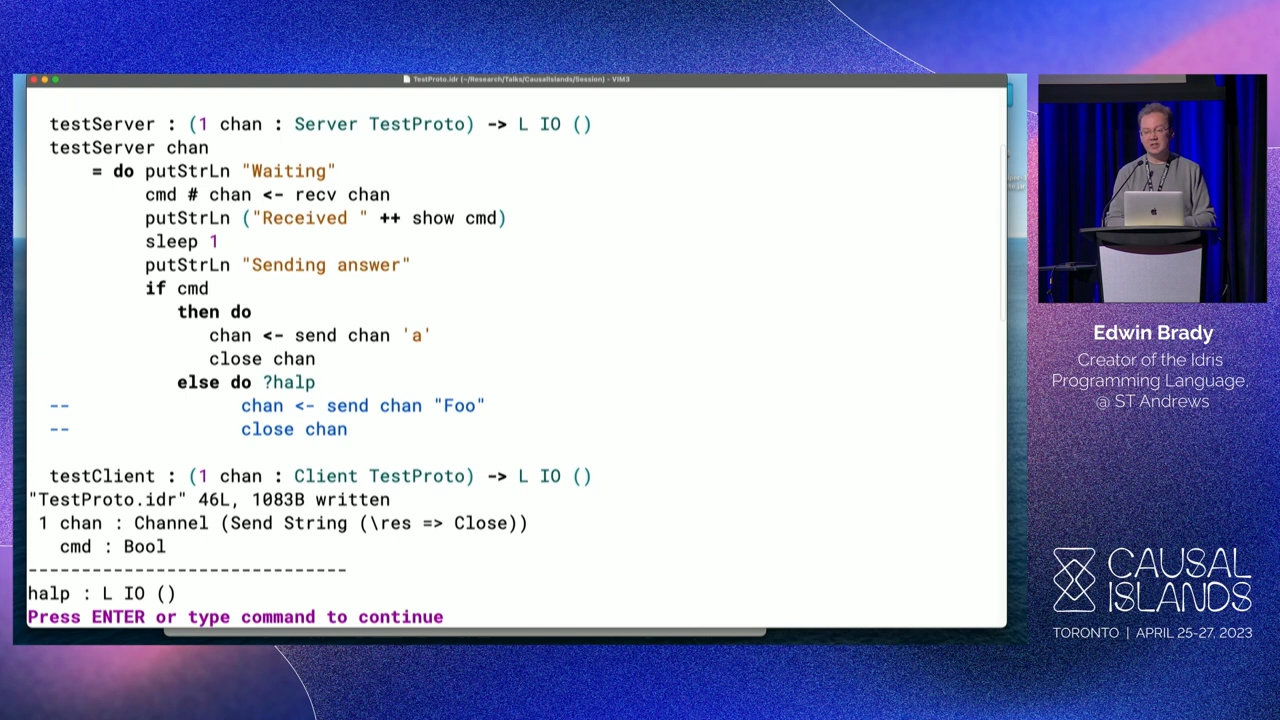 TestProto.idr (~/Research/Talks/CausalIslands/Session) - VIM3
testServer : (1 chan : Server TestProto) -> L IO ()
testServer chan
= do putStrLn "Waiting"
cmd # chan <- recv chan
putStrLn ("Received " ++ show cmd)
sleep 1
putStrLn "Sending answer"
if cmd
then do
chan <- send chan 'a'
close chan
else do ?halp
-- chan <- send chan "Foo"
-- close chan
testClient : (1 chan : Client TestProto) -> L IO ()
"TestProto.idr" 46L, 1083B written
1 chan : Channel (Send String (\res => Close))
cmd : Bool
------------------------------
halp : L IO ()
Press ENTER or type command to continue
Edwin Brady
Creator of the Idris
Programming Language,
@ ST Andrews
CAUSAL
ISLANDS
TORONTO | APRIL 25-27, 2023